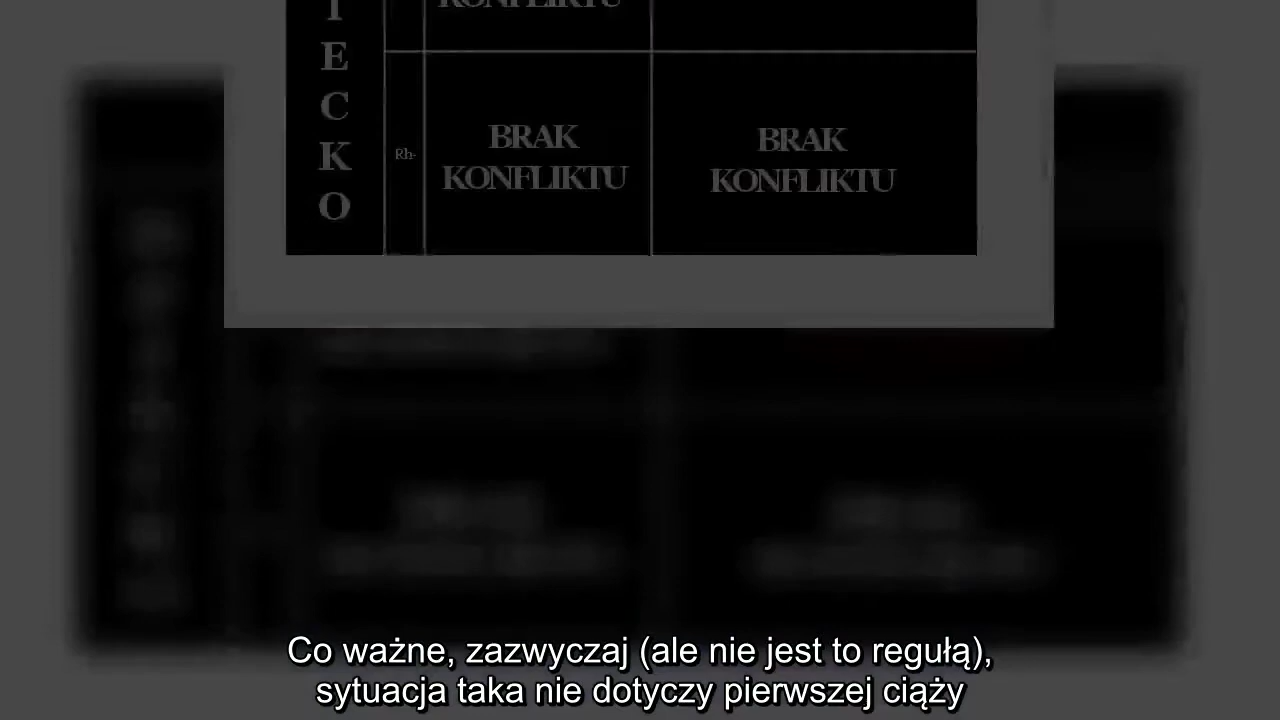 KONFLIKTU
I
E
C
K
O
Rh-
BRAK
KONFLIKTU
BRAK
KONFLIKTU
Co ważne, zazwyczaj (ale nie jest to regułą),
sytuacja taka nie dotyczy pierwszej ciąży